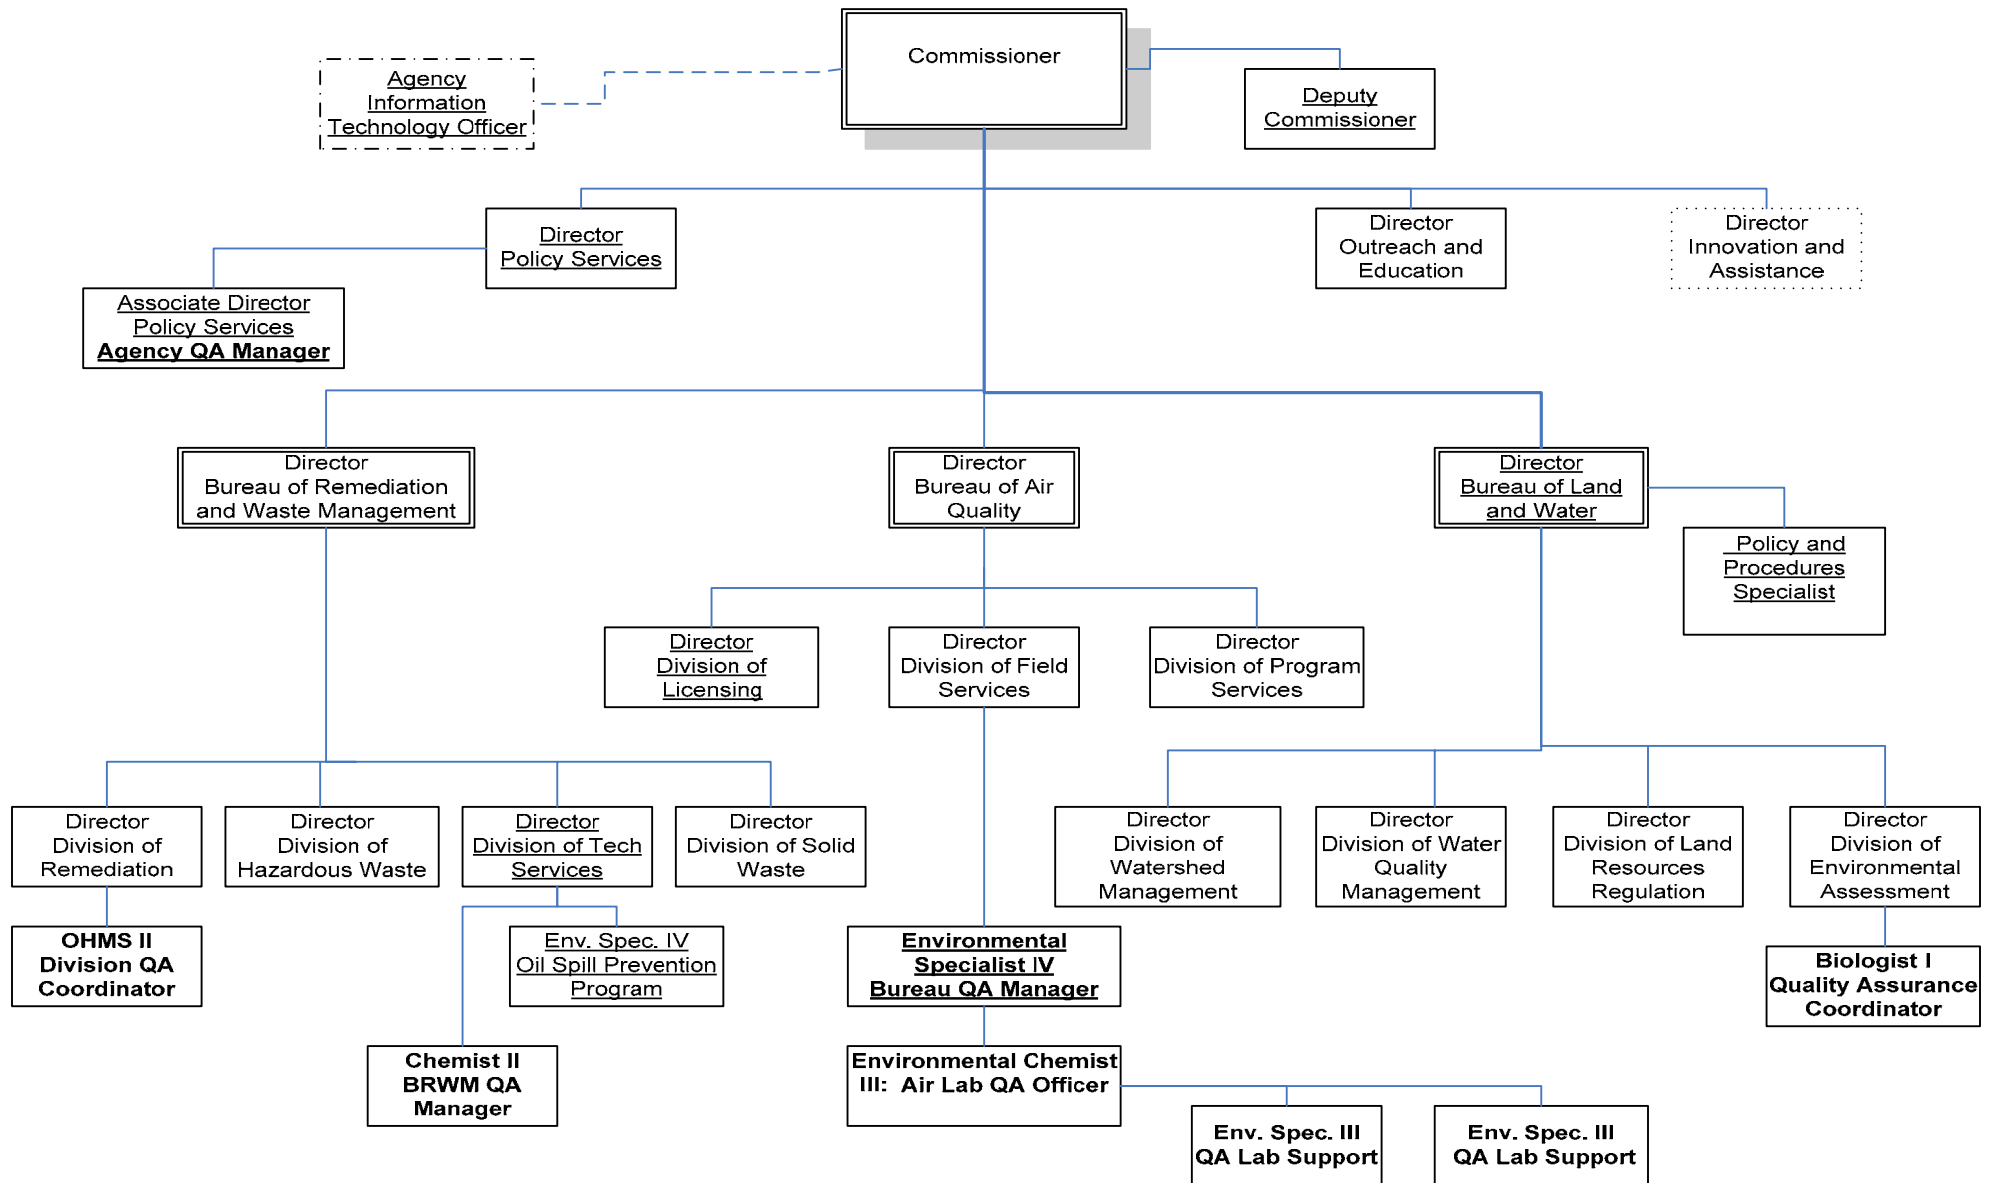 Commissioner
Agency
Information
Technology Officer
Deputy
Commissioner
Director
Policy Services
Director
Outreach and
Education
Director
Innovation and
Assistance
Associate Director
Policy Services
Agency QA Manager
Director
Bureau of Remediation
and Waste Management
Director
Bureau of Air
Quality
Director
Bureau of Land
and Water
Policy and
Procedures
Specialist
Director
Division of
Licensing
Director
Division of Field
Services
Director
Division of Program
Services
Director
Division of
Remediation
Director
Division of
Hazardous Waste
Director
Division of Tech
Services
Director
Division of Solid
Waste
Director
Division of
Watershed
Management
Director
Division of Water
Quality
Management
Director
Division of Land
Resources
Regulation
Director
Division of
Environmental
Assessment
OHMS II
Division QA
Coordinator
Env. Spec. IV
Oil Spill Prevention
Program
Environmental
Specialist IV
Bureau QA Manager
Biologist I
Quality Assurance
Coordinator
Chemist II
BRWM QA
Manager
Environmental Chemist
III:  Air Lab QA Officer
Env. Spec. III
QA Lab Support
Env. Spec. III
QA Lab Support